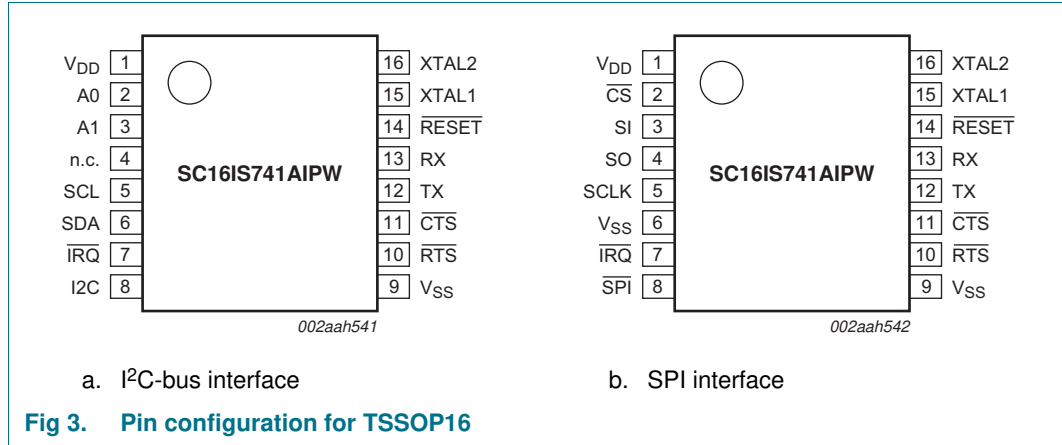 VDD 1 16 XTAL2
A0 2 15 XTAL1
A1 3 14 RESET
n.c. 4 13 RX
SC16IS741AIPW
SCL 5 12 TX
SDA 6 11 CTS
IRQ 7 10 RTS
I2C 8 9 VSS
002aah541
a. I²C-bus interface
VDD 1 16 XTAL2
CS 2 15 XTAL1
SI 3 14 RESET
SO 4 13 RX
SC16IS741AIPW
SCLK 5 12 TX
VSS 6 11 CTS
IRQ 7 10 RTS
SPI 8 9 VSS
002aah542
b. SPI interface
Fig 3. Pin configuration for TSSOP16